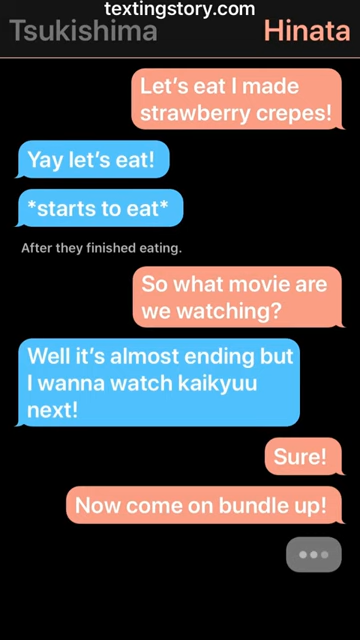 textingstory.com
Tsukishima
Hinata
Let's eat I made
strawberry crepes!
Yay let's eat!
*starts to eat*
After they finished eating.
So what movie are
we watching?
Well it's almost ending but
I wanna watch kaikyuu
next!
Sure!
Now come on bundle up!